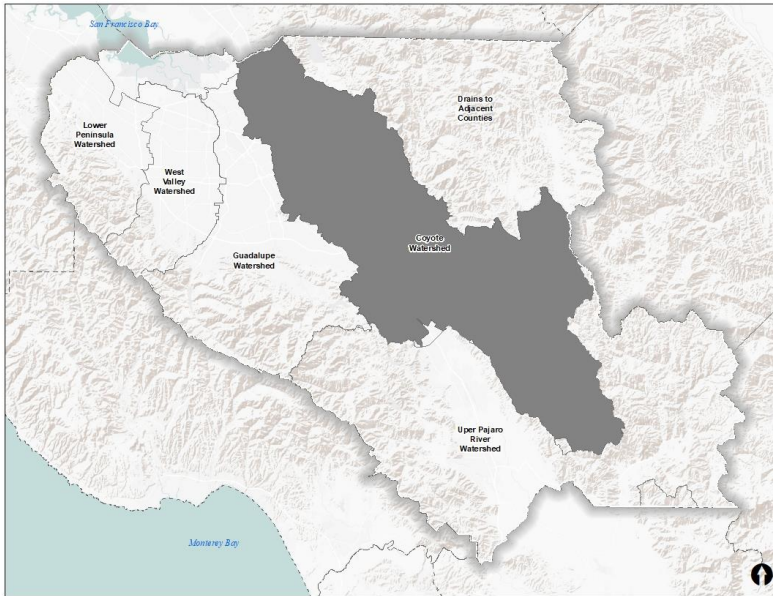 San Francisco Bay
Drains to
Adjacent
Counties
Lower
Peninsula
Watershed
West
Valley
Watershed
Coyote
Watershed
Guadalupe
Watershed
Uper Pajaro
River
Watershed
Monterey Bay